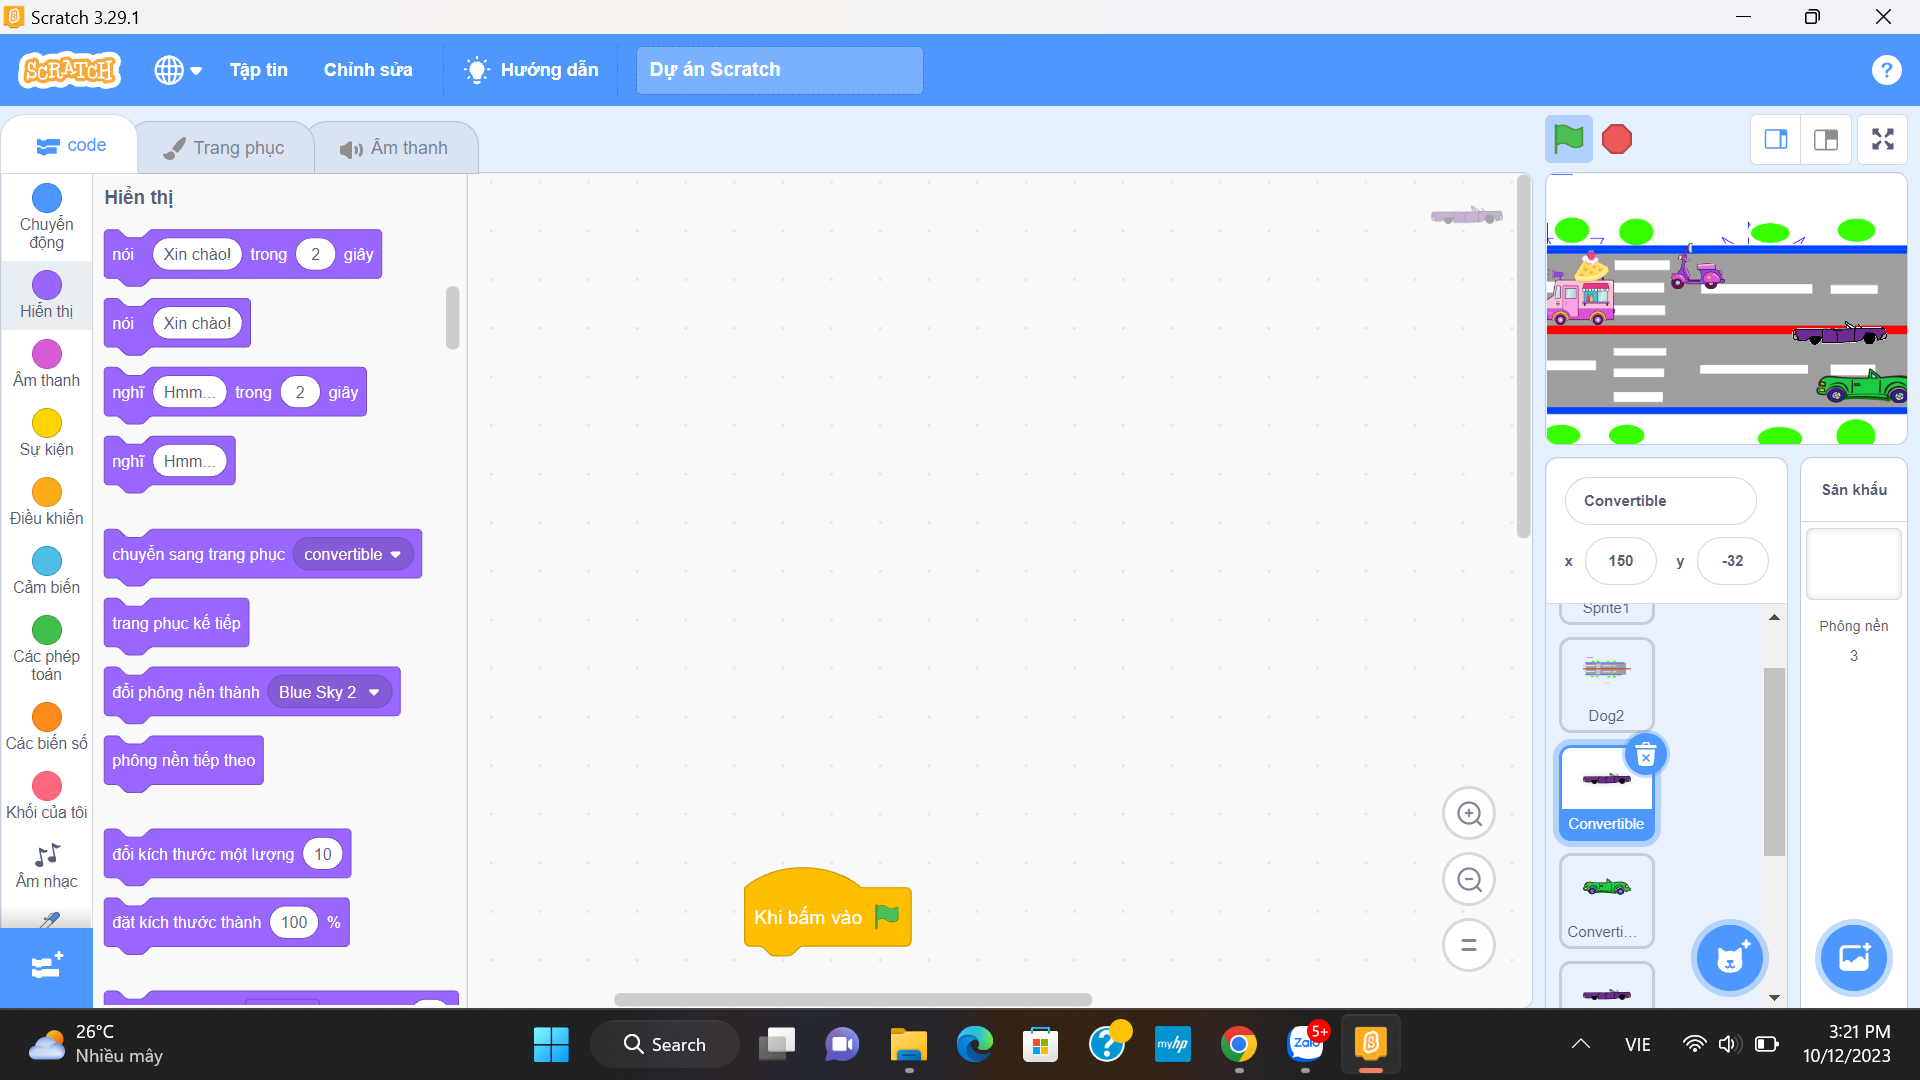 Scratch 3.29.1
SCRATCH
Tập tin
Chỉnh sửa
Hướng dẫn
Dự án Scratch
?
code
Trang phục
Âm thanh
Chuyển động
Hiển thị
Âm thanh
Sự kiện
Điều khiển
Cảm biến
Các phép toán
Các biến số
Khối của tôi
Âm nhạc
Hiển thị
nói Xin chào! trong 2 giây
nói Xin chào!
nghĩ Hmm... trong 2 giây
nghĩ Hmm...
chuyển sang trang phục convertible
trang phục kế tiếp
đổi phông nền thành Blue Sky 2
phông nền tiếp theo
đổi kích thước một lượng 10
đặt kích thước thành 100 %
Khi bấm vào
Convertible
x 150 y -32
Sprite1
Dog2
Convertible
Converti...
Sân khấu
Phông nền
3
26°C
Nhiều mây
Search
?
myhp
Zalo
5+
VIE
3:21 PM
10/12/2023